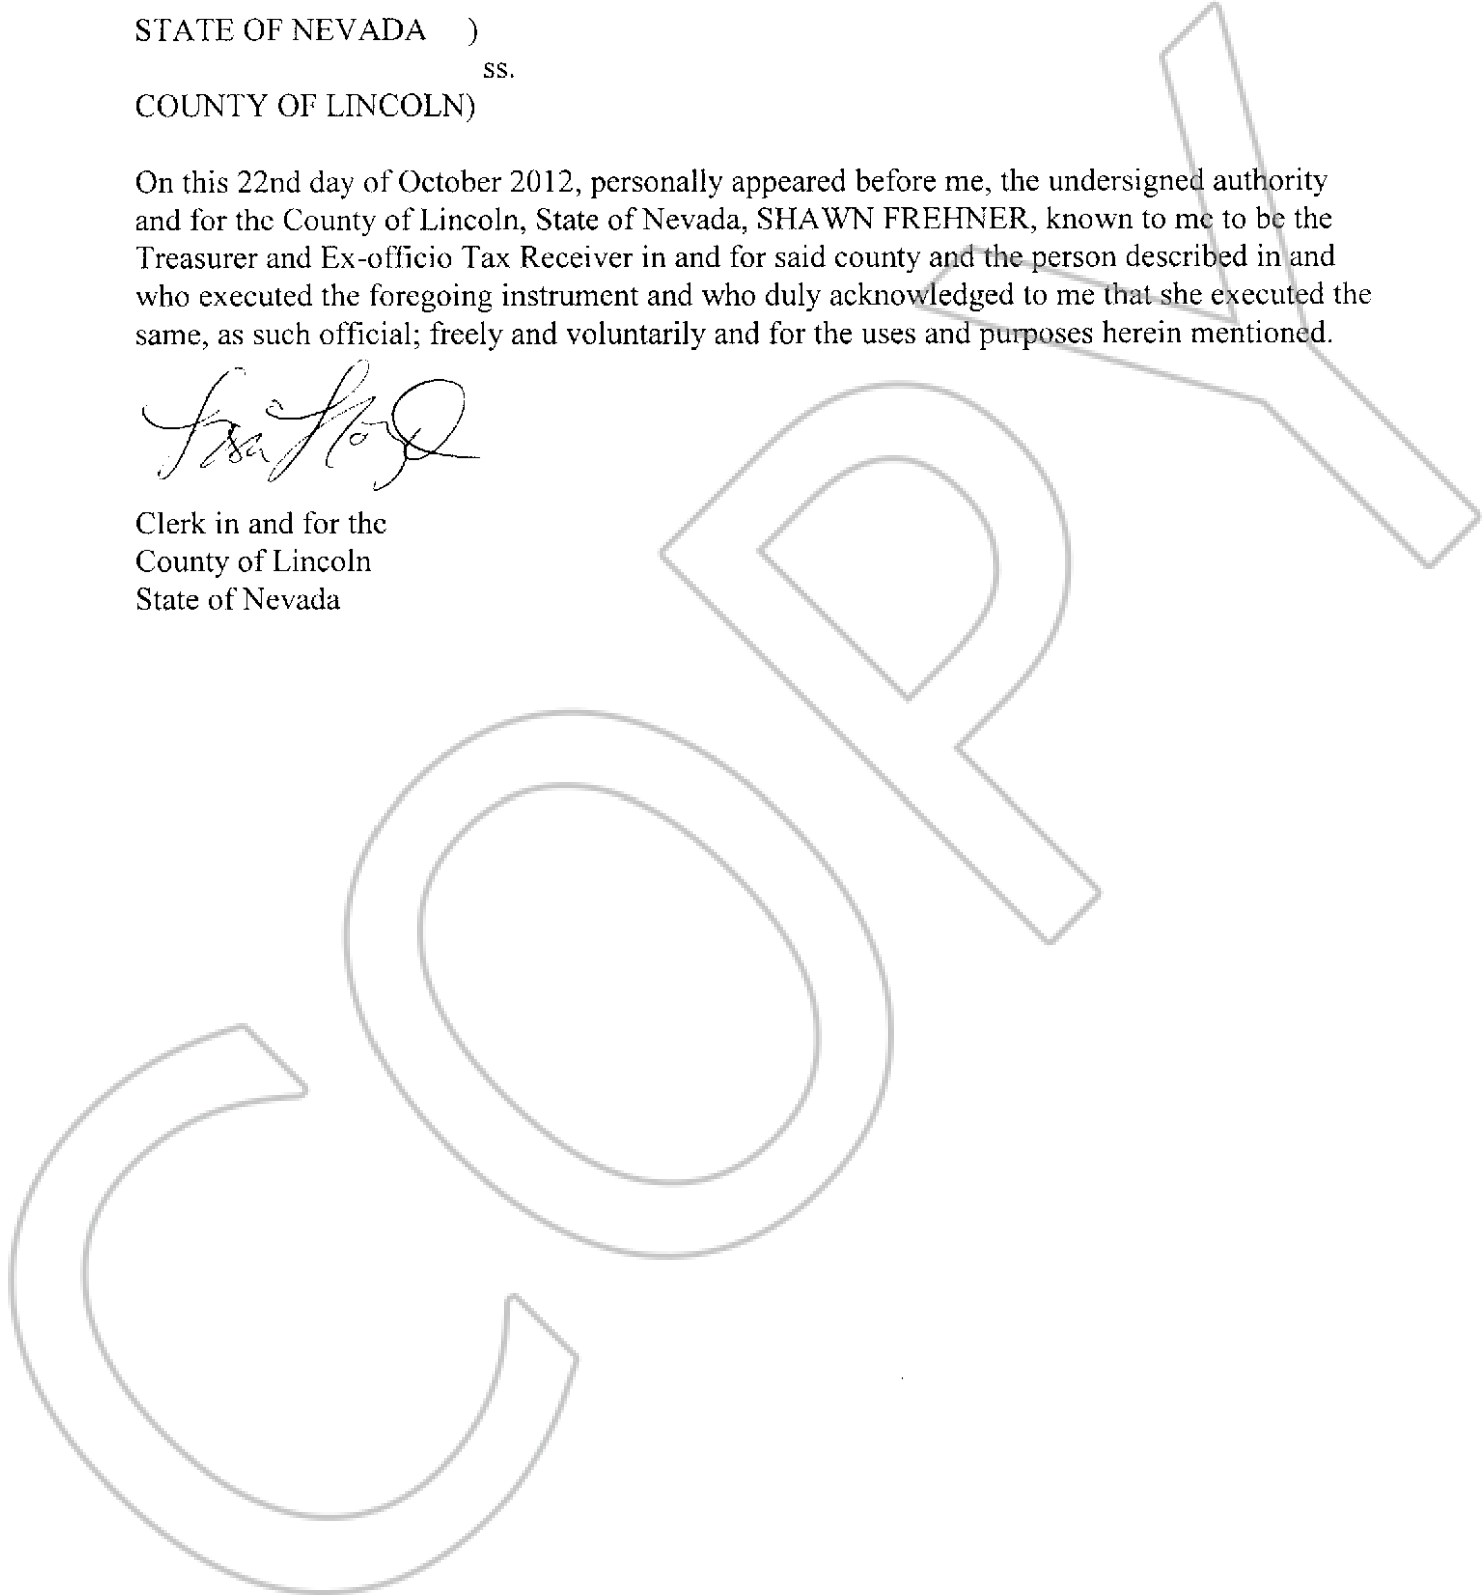 STATE OF NEVADA )
ss.
COUNTY OF LINCOLN)
On this 22nd day of October 2012, personally appeared before me, the undersigned authority
and for the County of Lincoln, State of Nevada, SHAWN FREHNER, known to me to be the
Treasurer and Ex-officio Tax Receiver in and for said county and the person described in and
who executed the foregoing instrument and who duly acknowledged to me that she executed the
same, as such official; freely and voluntarily and for the uses and purposes herein mentioned.
Clerk in and for the
County of Lincoln
State of Nevada
COPY